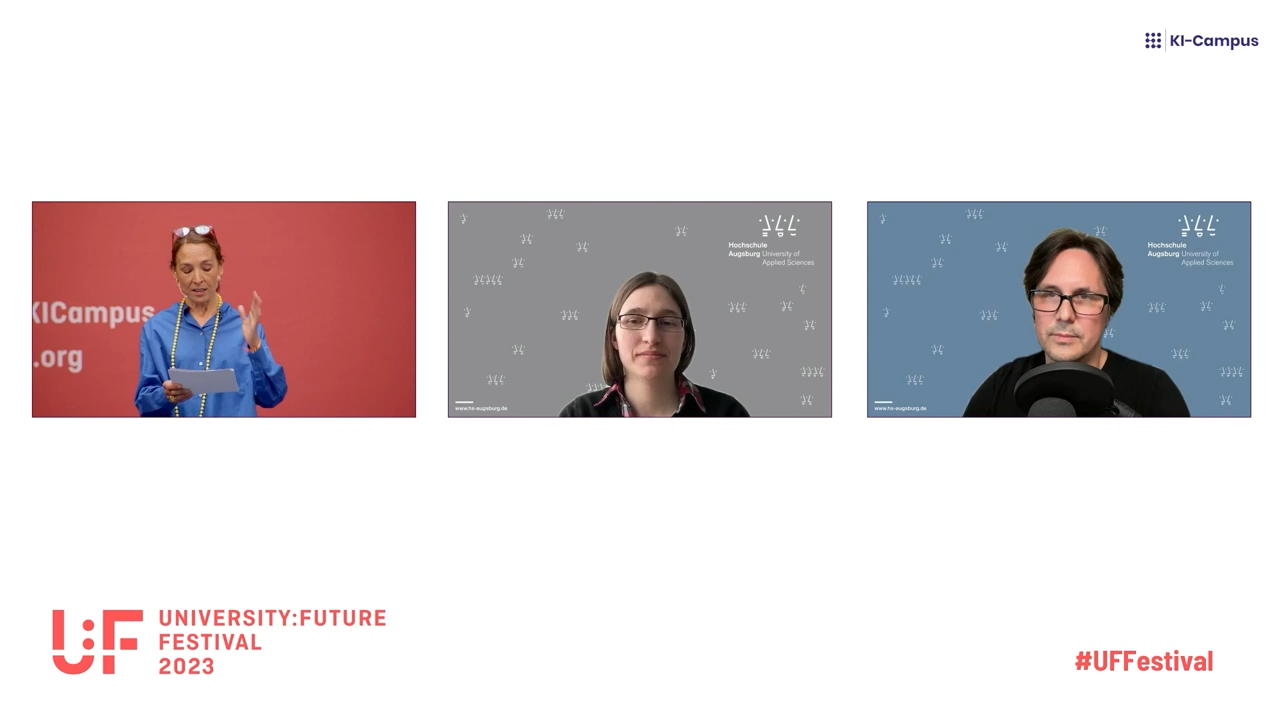 KI-Campus
KICampus
.org
Hochschule
Augsburg University of
Applied Sciences
www.hs-augsburg.de
Hochschule
Augsburg University of
Applied Sciences
www.hs-augsburg.de
U:F
UNIVERSITY:FUTURE
FESTIVAL
2023
#UFFestival